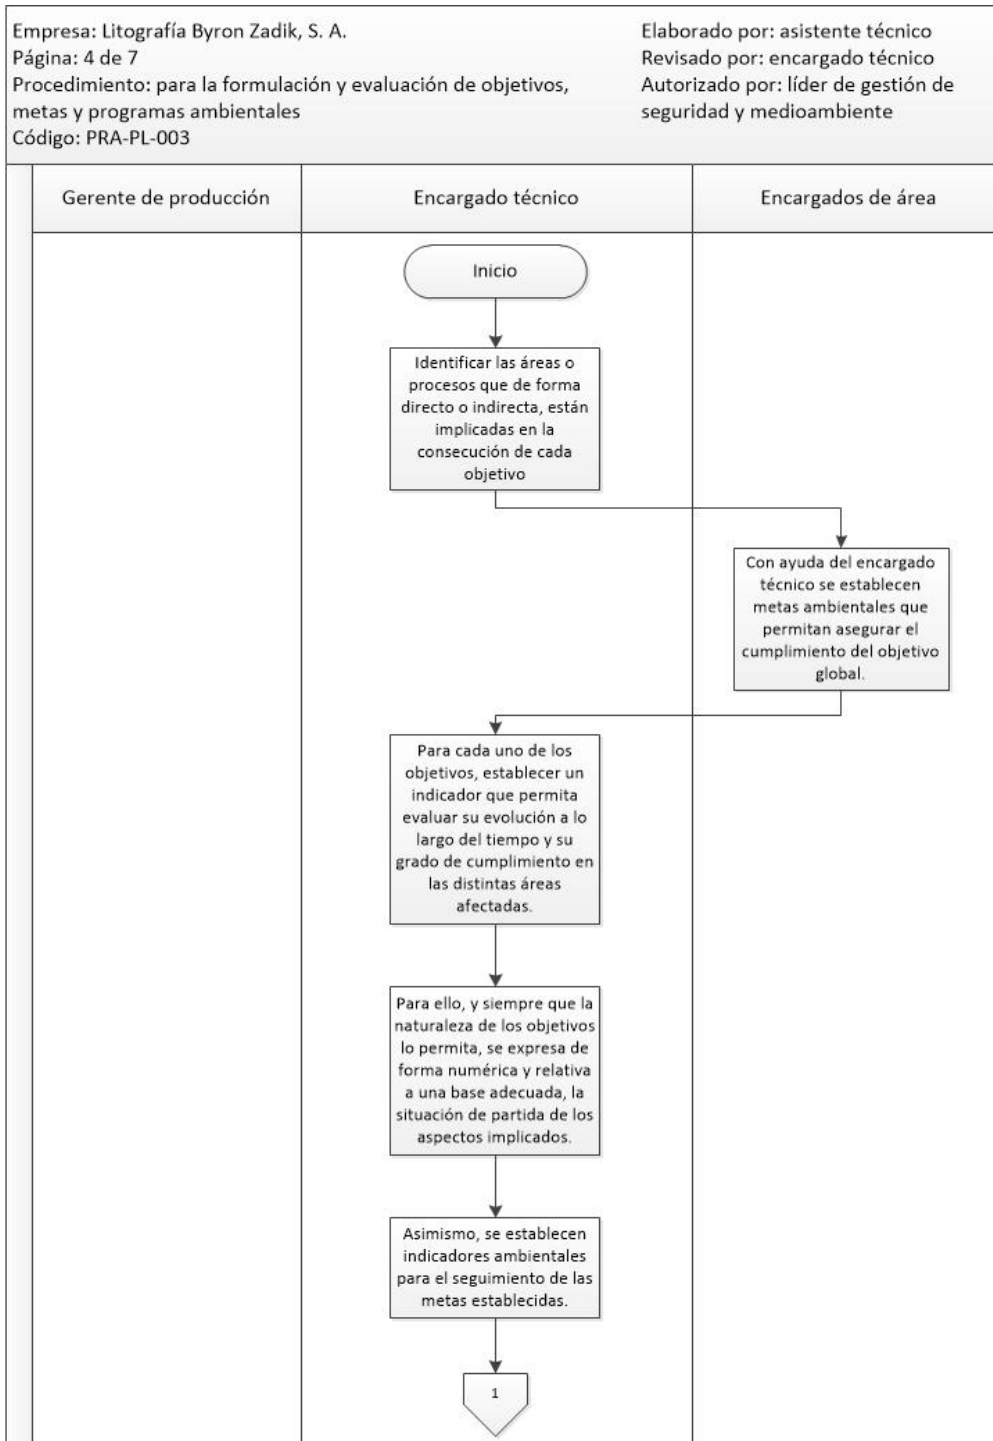 Empresa: Litografía Byron Zadik, S. A.
Página: 4 de 7
Procedimiento: para la formulación y evaluación de objetivos,
metas y programas ambientales
Código: PRA-PL-003
Elaborado por: asistente técnico
Revisado por: encargado técnico
Autorizado por: líder de gestión de
seguridad y medioambiente
Gerente de producción
Encargado técnico
Encargados de área
Inicio
Identificar las áreas o
procesos que de forma
directo o indirecta, están
implicadas en la
consecución de cada
objetivo
Con ayuda del encargado
técnico se establecen
metas ambientales que
permitan asegurar el
cumplimiento del objetivo
global.
Para cada uno de los
objetivos, establecer un
indicador que permita
evaluar su evolución a lo
largo del tiempo y su
grado de cumplimiento en
las distintas áreas
afectadas.
Para ello, y siempre que la
naturaleza de los objetivos
lo permita, se expresa de
forma numérica y relativa
a una base adecuada, la
situación de partida de los
aspectos implicados.
Asimismo, se establecen
indicadores ambientales
para el seguimiento de las
metas establecidas.
1